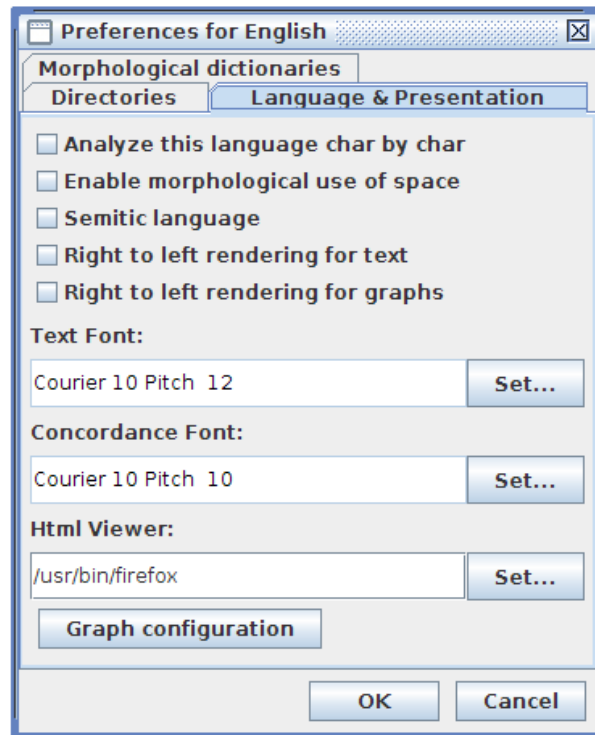 Preferences for English
Morphological dictionaries
Directories Language & Presentation
Analyze this language char by char
Enable morphological use of space
Semitic language
Right to left rendering for text
Right to left rendering for graphs
Text Font:
Courier 10 Pitch  12 Set...
Concordance Font:
Courier 10 Pitch  10 Set...
Html Viewer:
/usr/bin/firefox Set...
Graph configuration
OK Cancel